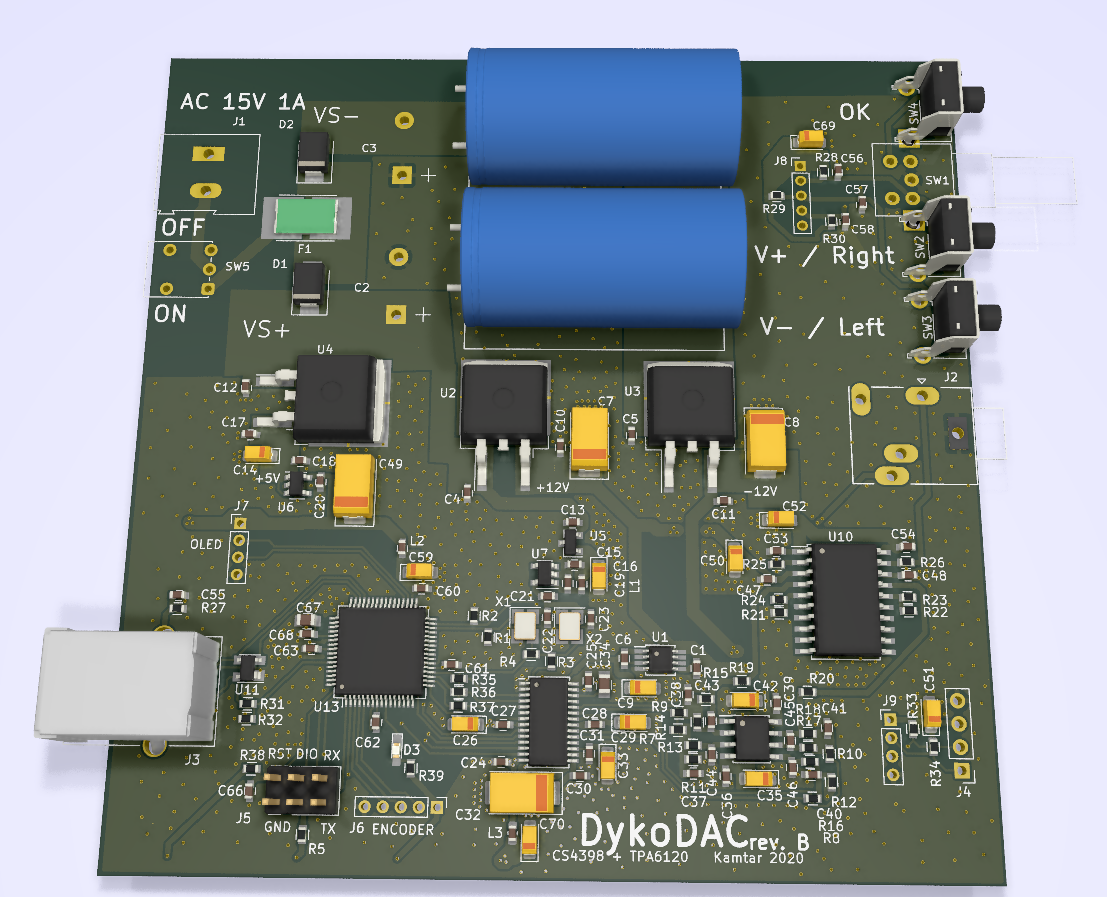 AC 15V 1A
J1
D2
VS-
C3
+
OFF
SW5
ON
F1
D1
C2
VS+
+
OK
C69
SW4
J8
R28
C56
SW1
R29
C57
R30
C58
SW2
V+ / Right
V- / Left
SW3
J2
U4
C12
C17
C14
+5V
C18
U6
C20
C49
U2
C4
+12V
C10
C7
U3
C5
C8
-12V
C11
C52
C53
C50
R25
C47
R24
R21
U10
C54
R26
C48
R23
R22
J7
OLED
C55
R27
L2
C59
C60
C13
U5
U7
C15
C16
C19
L1
C67
C68
C63
U13
R2
R1
X1
C21
C22
C23
X2
R4
R3
C25
C34
C6
U1
C1
R15
U11
R31
R32
J3
C61
R35
R36
R37
C27
C26
C62
D3
R39
C24
C28
C31
C30
C33
C9
R9
C29
R7
R14
C38
C43
R13
R11
C37
C44
C36
R19
C42
C39
C45
R20
R18
C41
R17
R10
C35
C46
R12
C40
R16
R8
J9
R33
C51
R34
J4
R38
RST DIO RX
C66
J5
GND
TX
R5
J6 ENCODER
C32
C70
L3
DykoDAC rev. B
CS4398 + TPA6120
Kamtar 2020